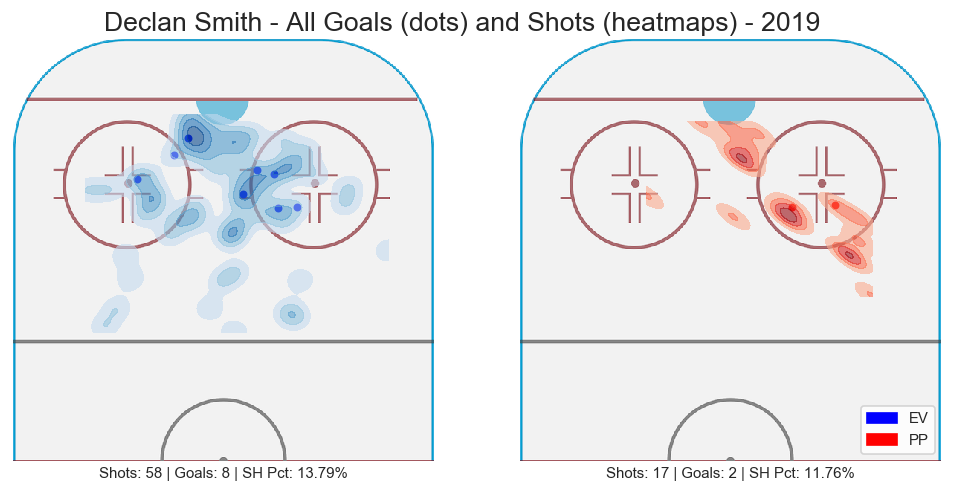 Declan Smith - All Goals (dots) and Shots (heatmaps) - 2019
EV
PP
Shots: 58 | Goals: 8 | SH Pct: 13.79%
Shots: 17 | Goals: 2 | SH Pct: 11.76%